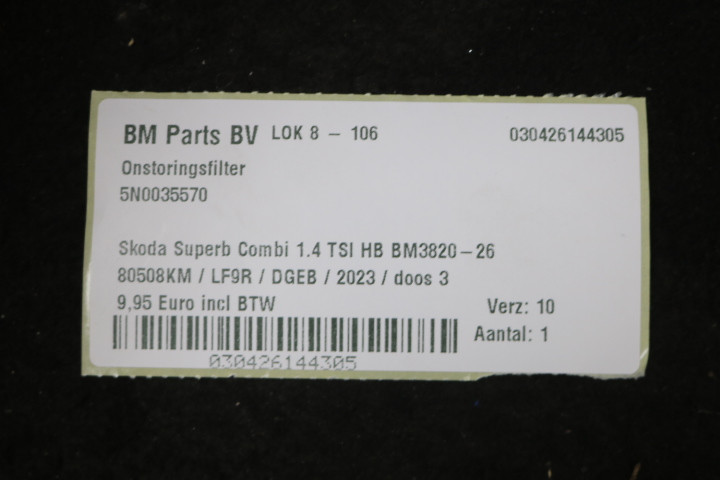 BM Parts BV LOK 8 - 106 030426144305
Onstoringsfilter
5N0035570
Skoda Superb Combi 1.4 TSI HB BM3820-26
80508KM / LF9R / DGEB / 2023 / doos 3
9,95 Euro incl BTW Verz: 10
Aantal: 1
030426144305